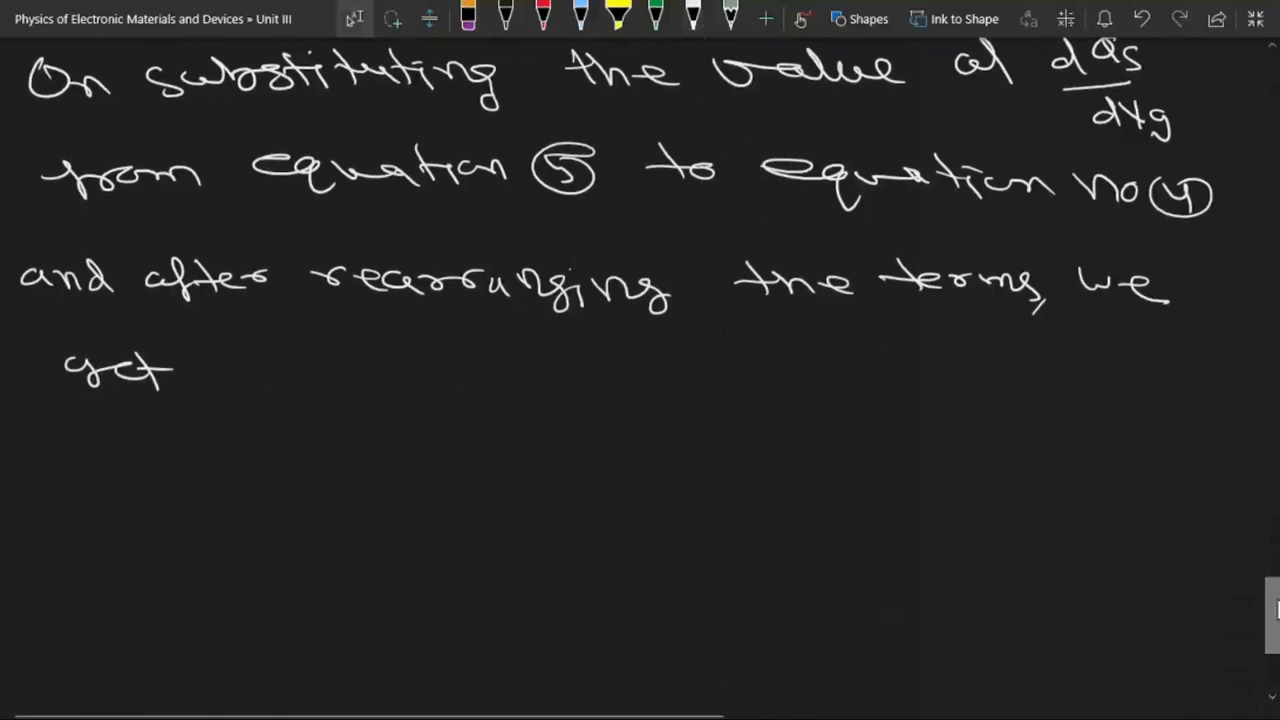 Physics of Electronic Materials and Devices » Unit III
Shapes
Ink to Shape
On substituting the value of dQs/dVg
from equation ⑤ to equation no ④
and after rearranging the terms, we
get